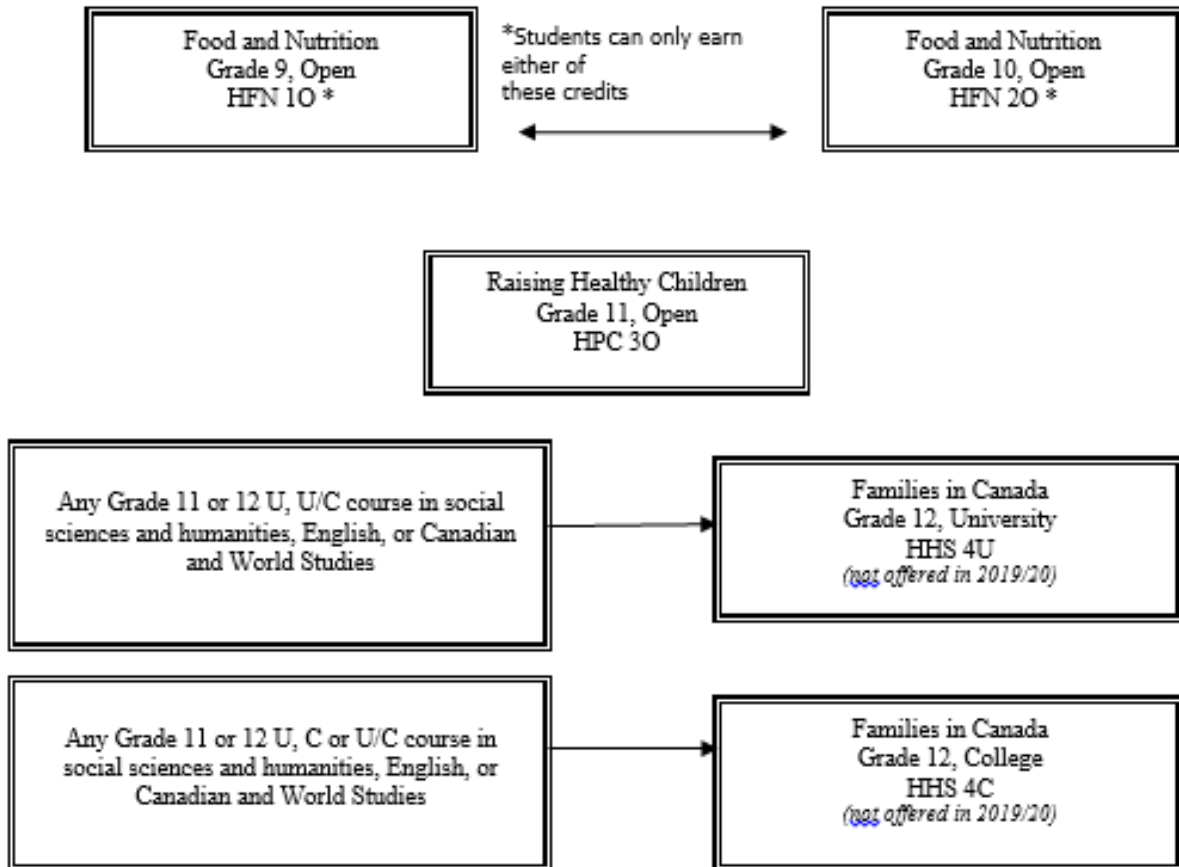 Food and Nutrition
Grade 9, Open
HFN 1O *
*Students can only earn
either of
these credits
Food and Nutrition
Grade 10, Open
HFN 2O *
Raising Healthy Children
Grade 11, Open
HPC 3O
Any Grade 11 or 12 U, U/C course in social
sciences and humanities, English, or Canadian
and World Studies
Families in Canada
Grade 12, University
HHS 4U
(not offered in 2019/20)
Any Grade 11 or 12 U, C or U/C course in
social sciences and humanities, English, or
Canadian and World Studies
Families in Canada
Grade 12, College
HHS 4C
(not offered in 2019/20)